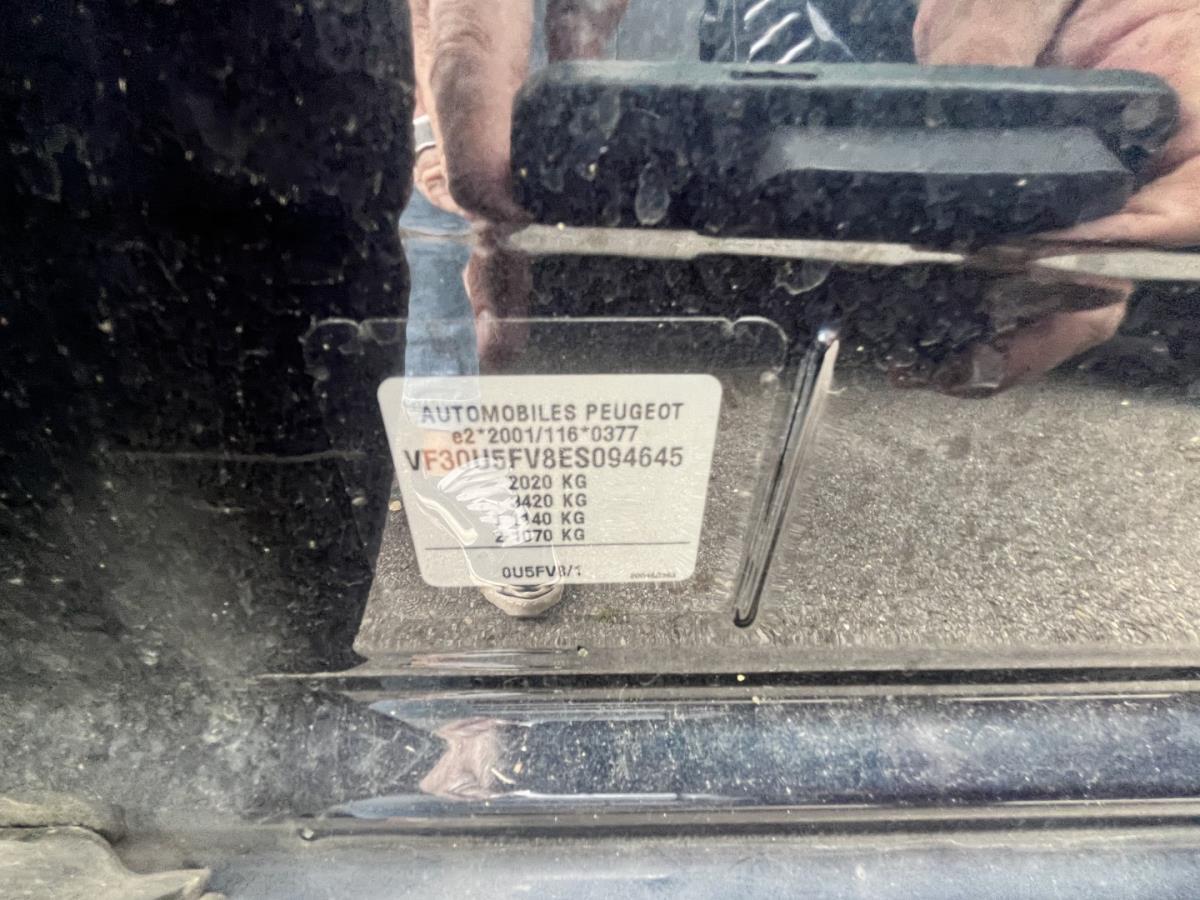 AUTOMOBILES PEUGEOT
e2*2001/116*0377
VF30U5FV8ES094645
2020 KG
3420 KG
KG
KG
0U5FV8/1